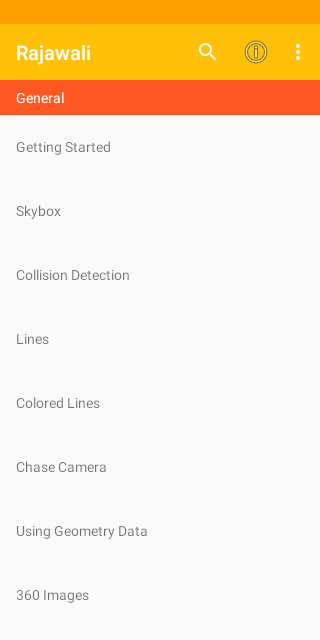 Rajawali
General
Getting Started
Skybox
Collision Detection
Lines
Colored Lines
Chase Camera
Using Geometry Data
360 Images